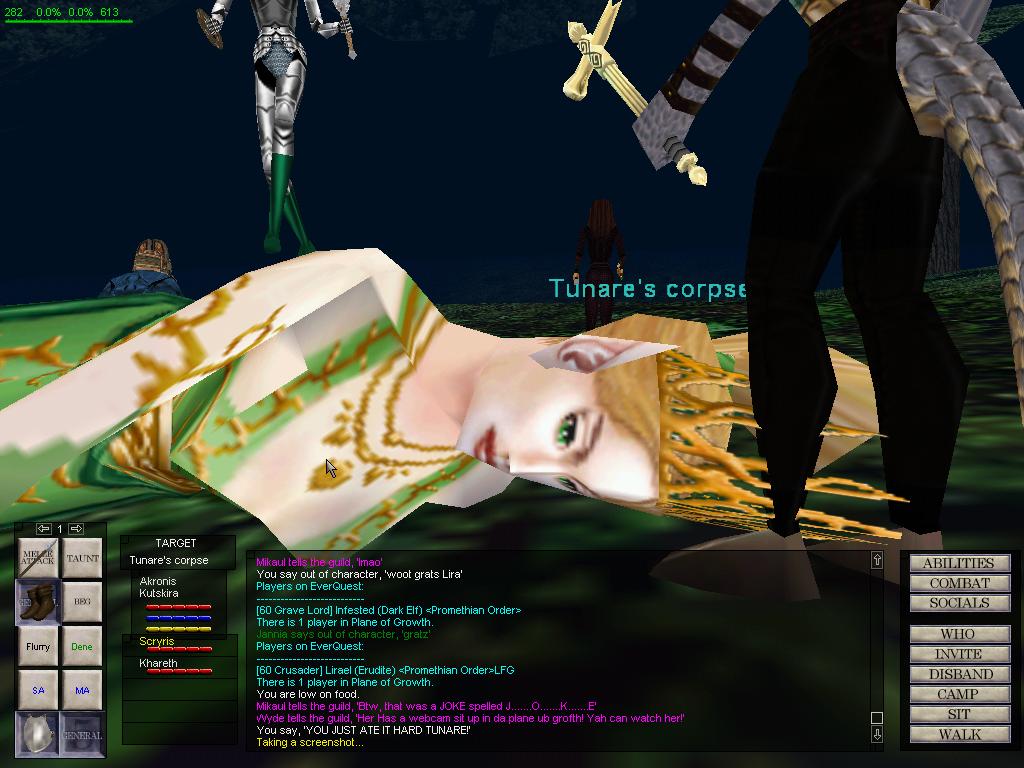 282 0.0% 0.0% 613
Tunare's corpse
1
MELEE ATTACK
TAUNT
BEG
Flurry
Dene
SA
MA
GENERAL
TARGET
Tunare's corpse
Akronis
Kutskira
Scryris
Khareth
Mikaul tells the guild, 'lmao'
You say out of character, 'woot grats Lira'
Players on EverQuest:
---------------------------
[60 Grave Lord] Infested (Dark Elf) <Promethian Order>
There is 1 player in Plane of Growth.
Jannia says out of character, 'gratz'
Players on EverQuest:
---------------------------
[60 Crusader] Lirael (Erudite) <Promethian Order>LFG
There is 1 player in Plane of Growth.
You are low on food.
Mikaul tells the guild, 'Btw, that was a JOKE spelled J.......O.......K.......E'
Wyde tells the guild, 'Her Has a webcam sit up in da plane ub grofth! Yah can watch her!'
You say, 'YOU JUST ATE IT HARD TUNARE!'
Taking a screenshot...
ABILITIES
COMBAT
SOCIALS
WHO
INVITE
DISBAND
CAMP
SIT
WALK